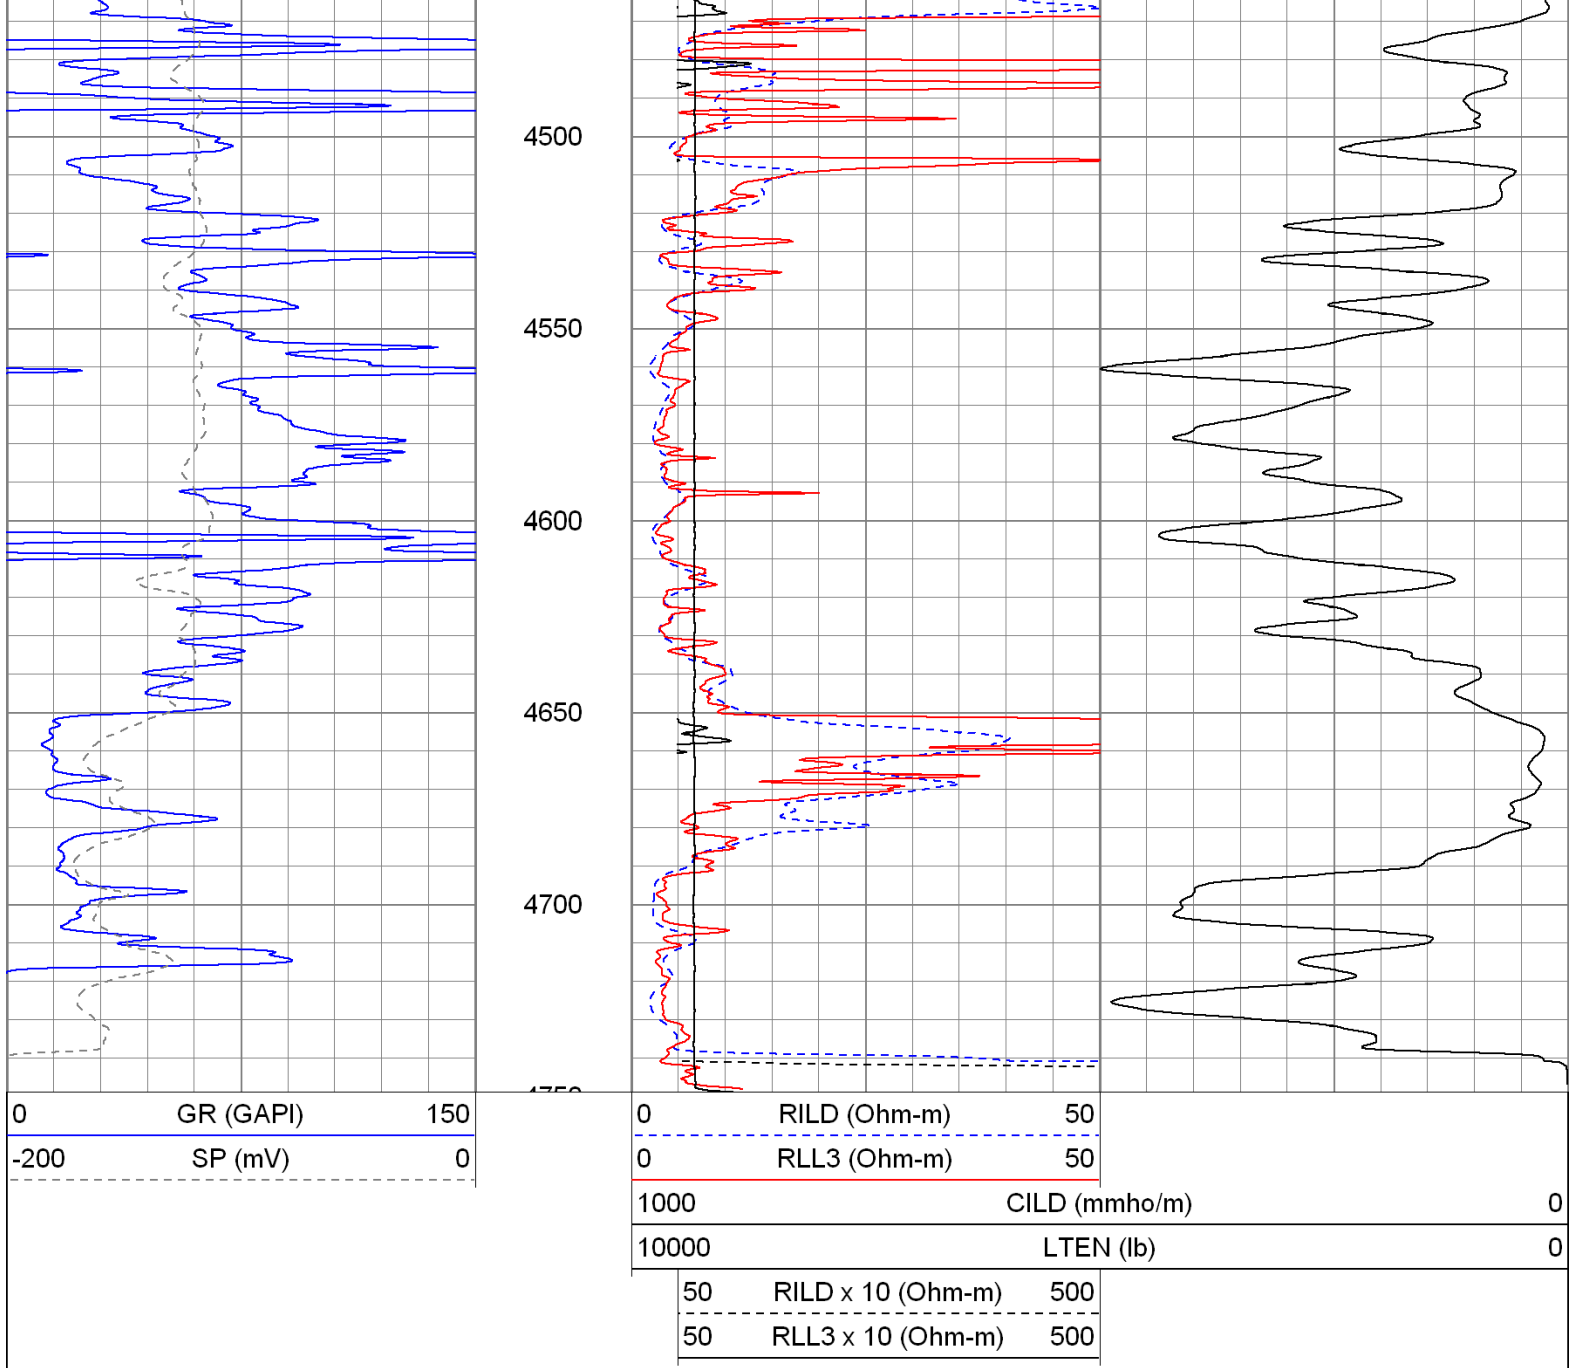 4500
4550
4600
4650
4700
4750
0 GR (GAPI) 150
-200 SP (mV) 0
0 RILD (Ohm-m) 50
0 RLL3 (Ohm-m) 50
1000 CILD (mmho/m) 0
10000 LTEN (lb) 0
50 RILD x 10 (Ohm-m) 500
50 RLL3 x 10 (Ohm-m) 500